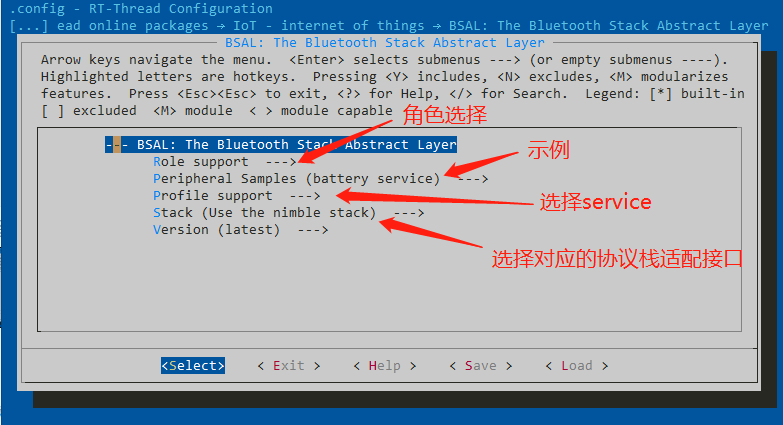 .config - RT-Thread Configuration
[...] ead online packages → IoT - internet of things → BSAL: The Bluetooth Stack Abstract Layer
BSAL: The Bluetooth Stack Abstract Layer
Arrow keys navigate the menu.  <Enter> selects submenus ---> (or empty submenus ----).
Highlighted letters are hotkeys.  Pressing <Y> includes, <N> excludes, <M> modularizes
features.  Press <Esc><Esc> to exit, <?> for Help, </> for Search.  Legend: [*] built-in
[ ] excluded  <M> module  < > module capable
角色选择
--- BSAL: The Bluetooth Stack Abstract Layer
示例
Role support  --->
Peripheral Samples (battery service)  --->
Profile support  --->
选择service
Stack (Use the nimble stack)  --->
Version (latest)  --->
选择对应的协议栈适配接口
<Select>    < Exit >    < Help >    < Save >    < Load >